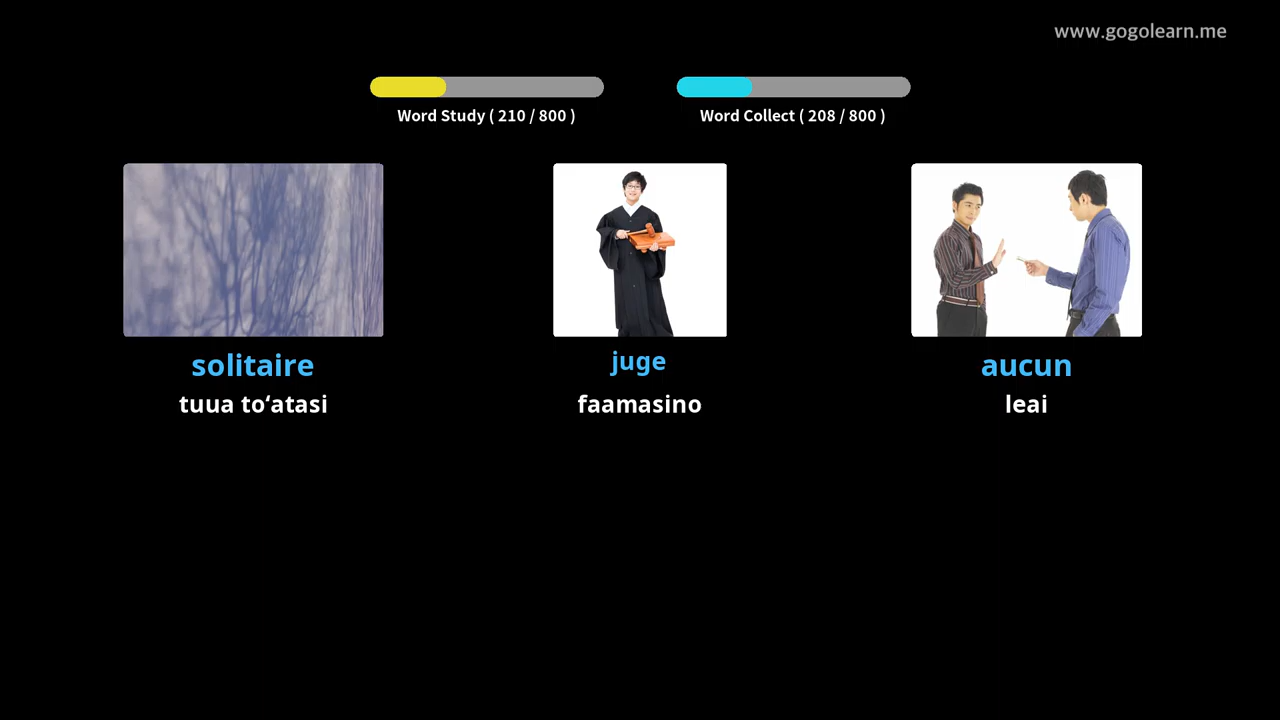 www.gogolearn.me
Word Study ( 210 / 800 )
Word Collect ( 208 / 800 )
solitaire
juge
aucun
tuua toʻatasi
faamasino
leai